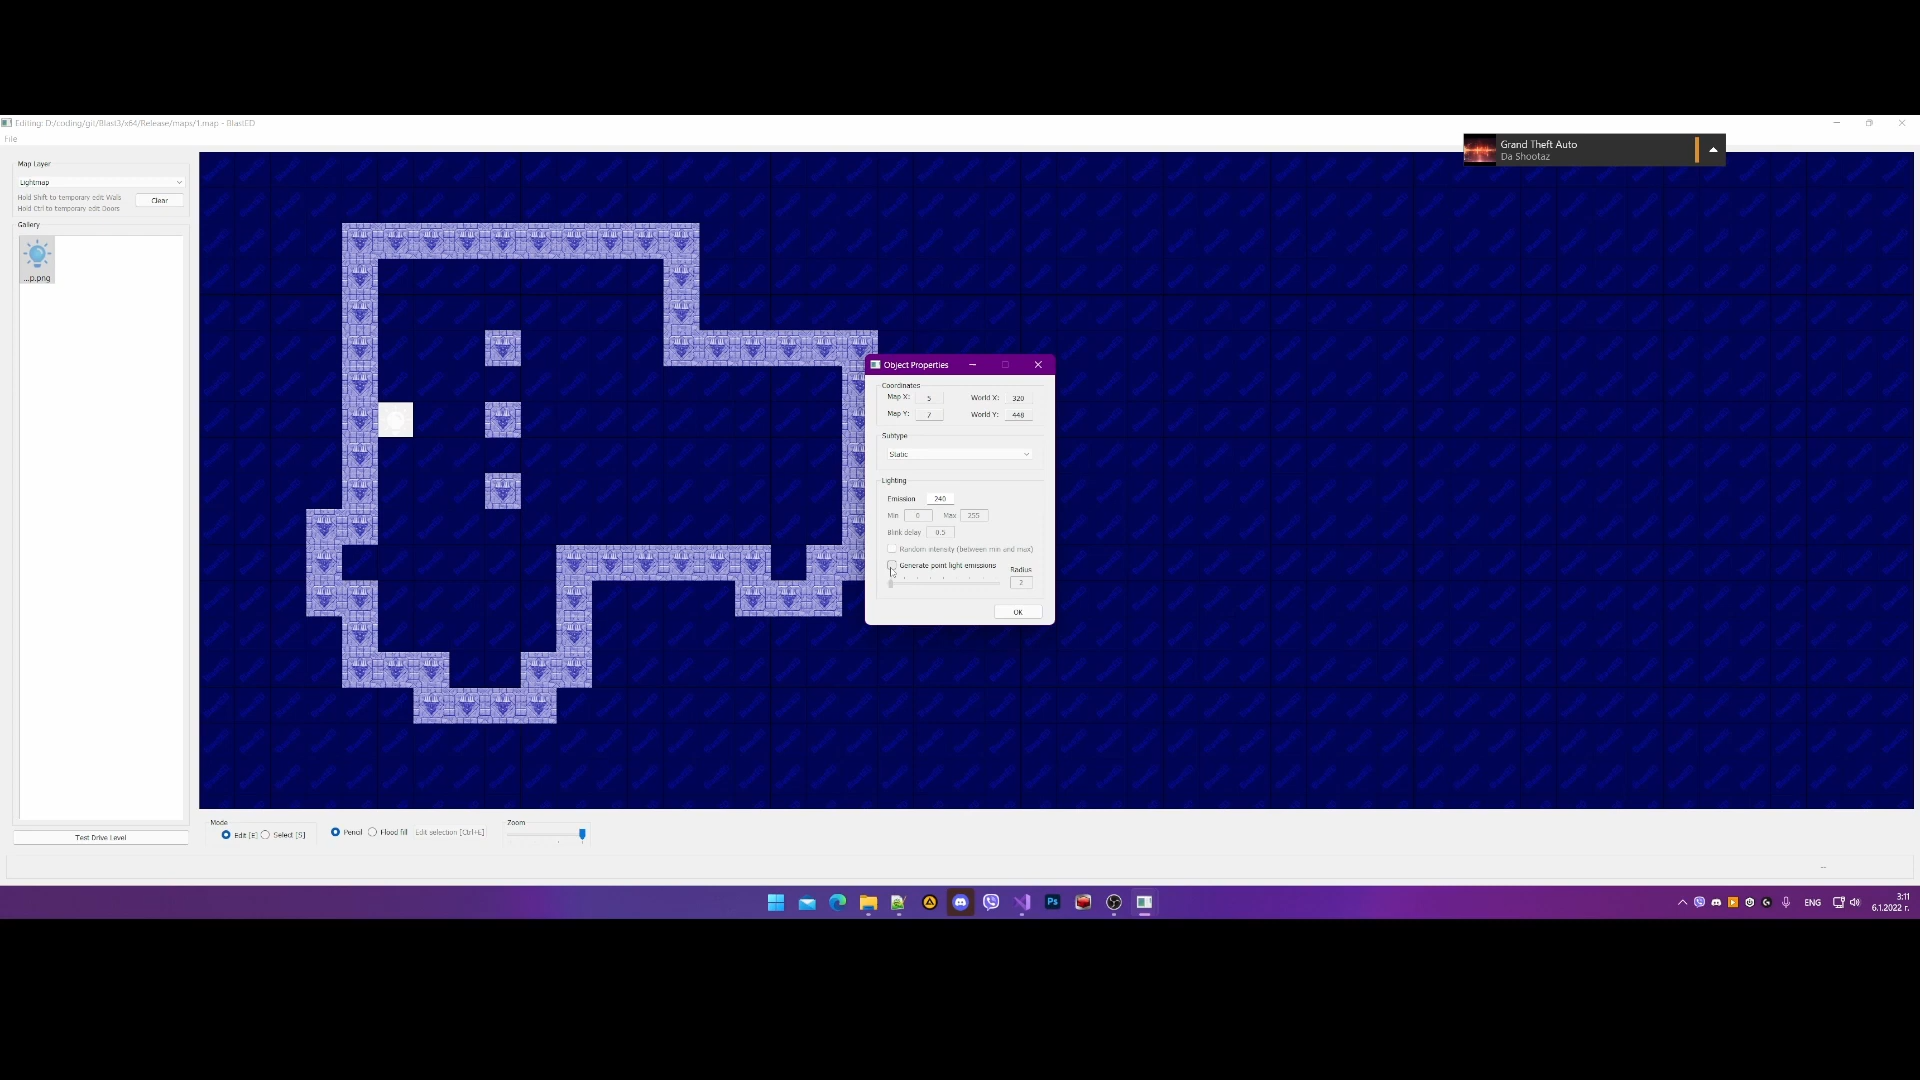 Editing: D:/coding/git/Blast3/x64/Release/maps/1.map - BlastED
File
Grand Theft Auto
Da Shootaz
Map Layer
Lightmap
Hold Shift to temporary edit Walls
Hold Ctrl to temporary edit Doors
Clear
Gallery
...p.png
Object Properties
Coordinates
Map X: 5 World X: 320
Map Y: 7 World Y: 448
Subtype
Static
Lighting
Emission 240
Min 0 Max 255
Blink delay 0.5
Random intensity (between min and max)
Generate point light emissions
Radius
2
OK
Test Drive Level
Mode
Edit [E] Select [S]
Pencil Flood fill Edit selection [Ctrl+E]
Zoom
--
Ps
ENG
3:11
6.1.2022 г.